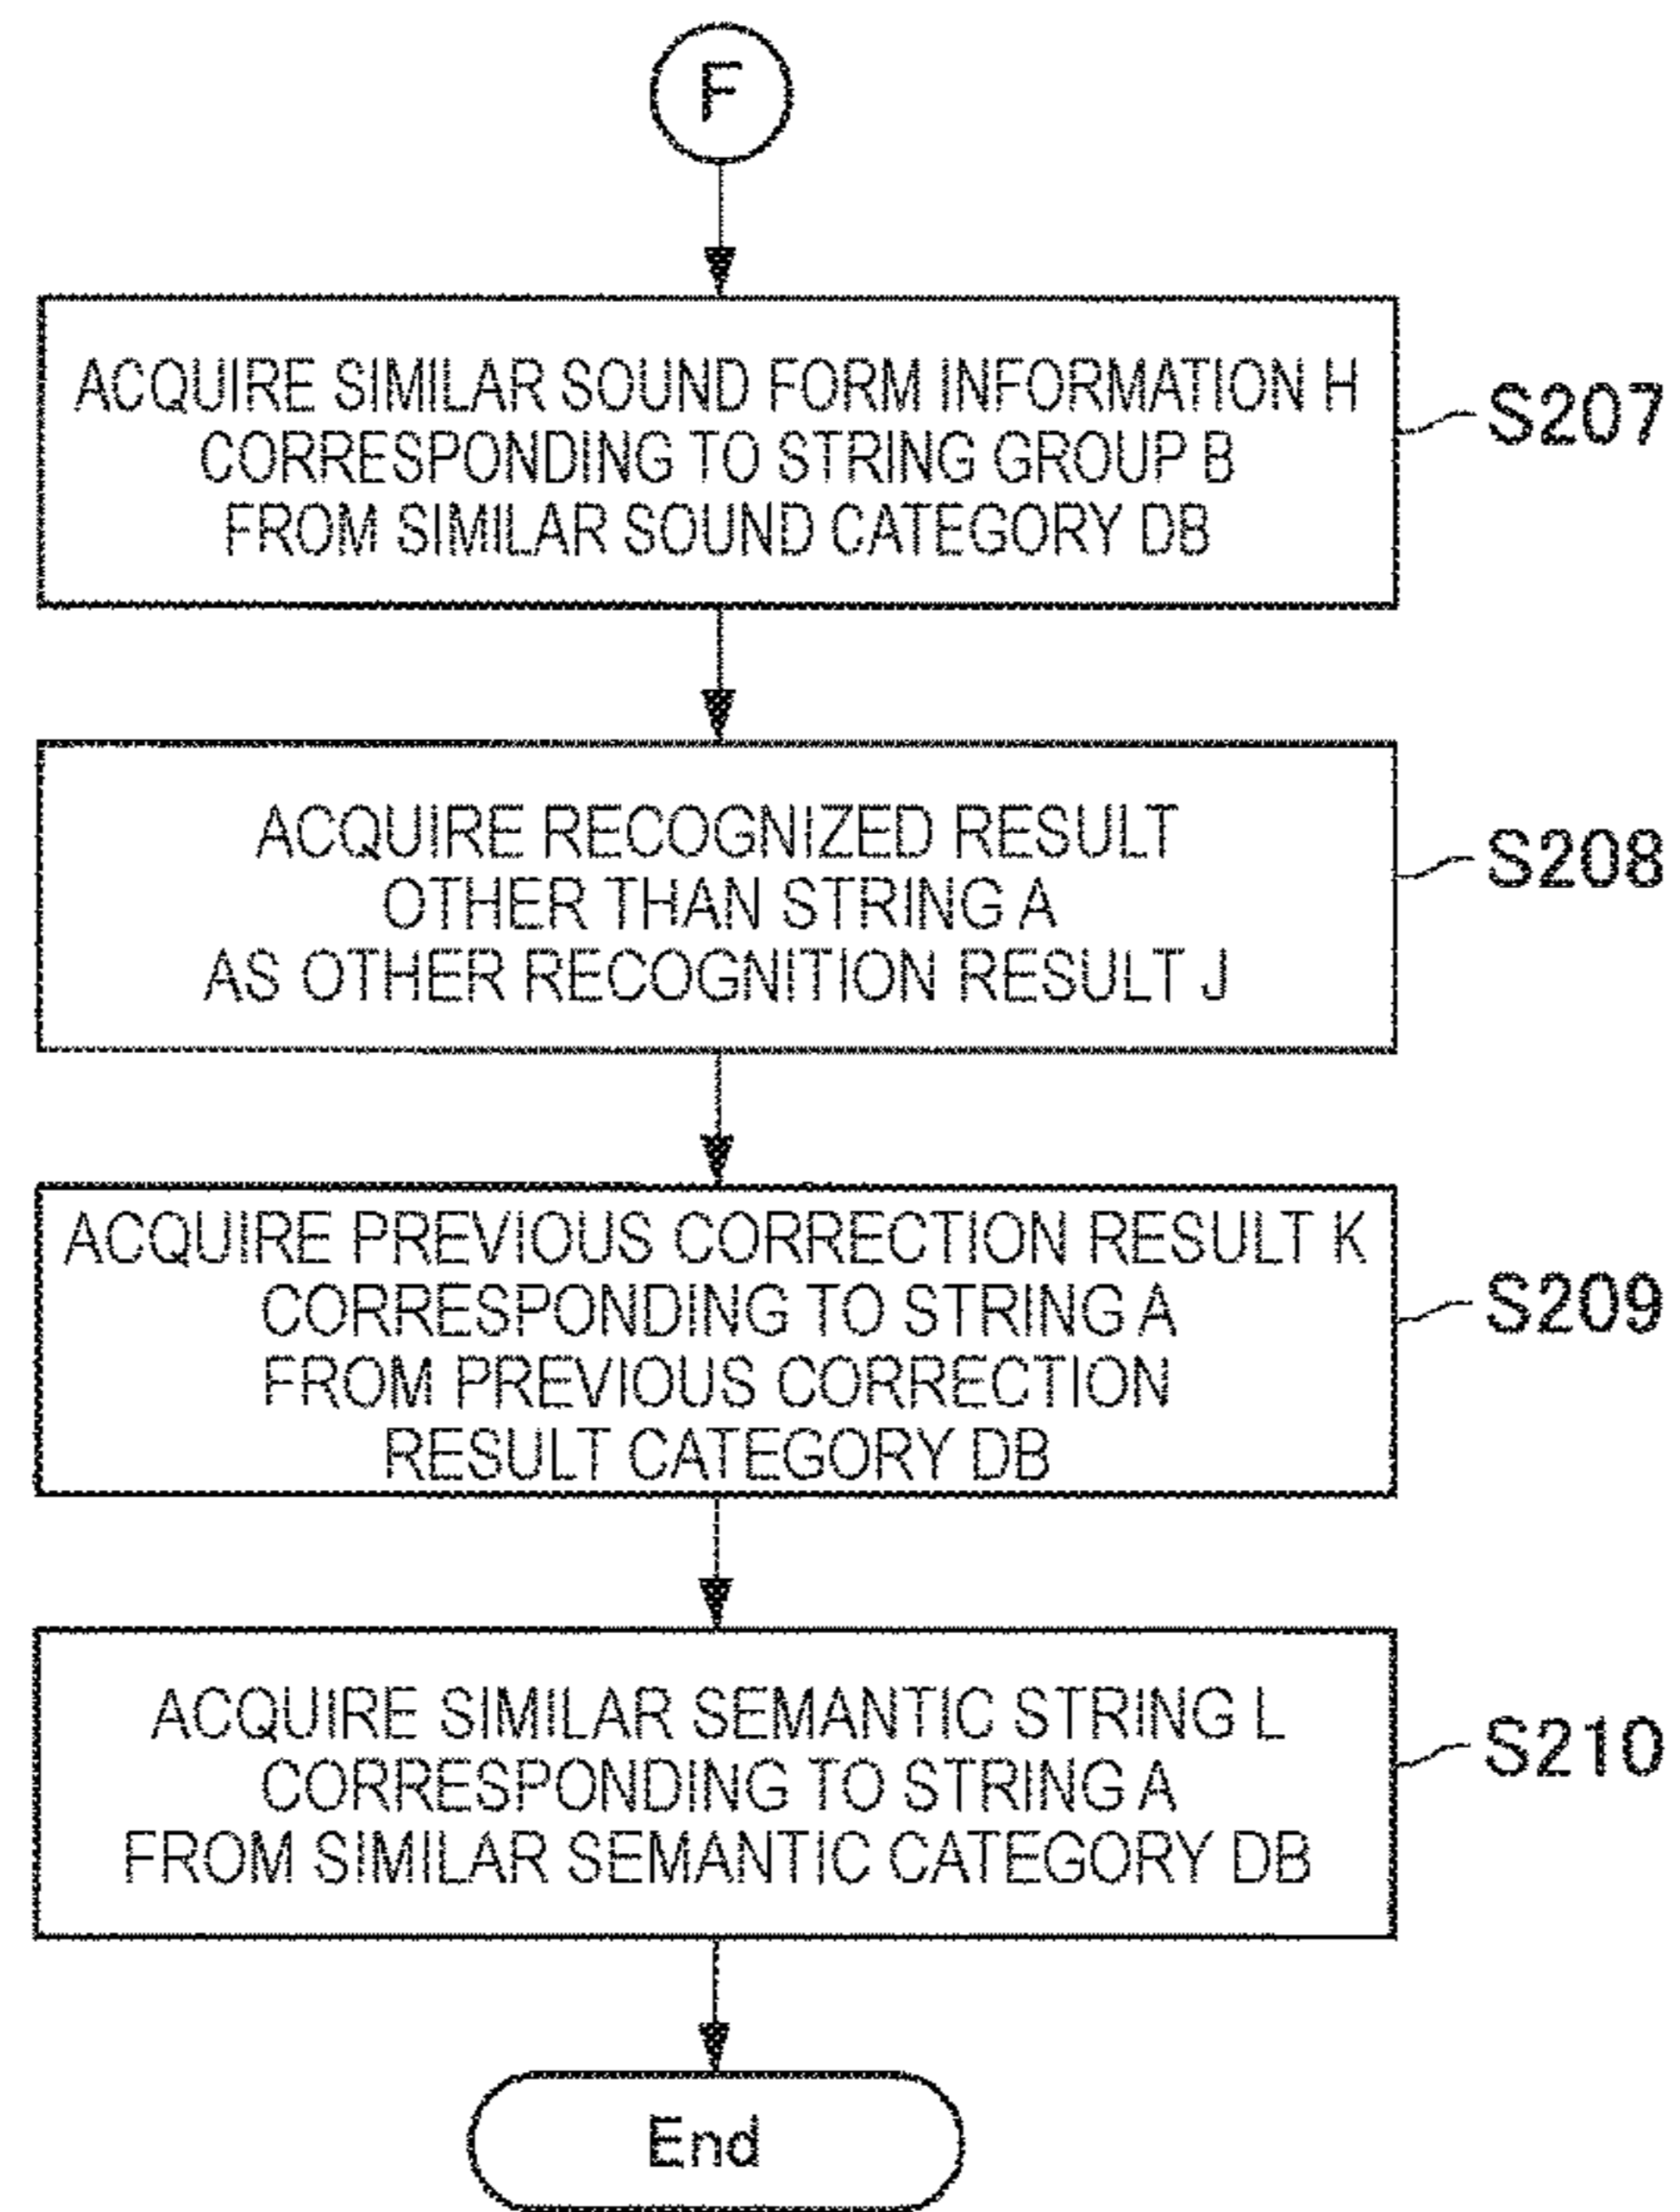 F
ACQUIRE SIMILAR SOUND FORM INFORMATION H
CORRESPONDING TO STRING GROUP B
FROM SIMILAR SOUND CATEGORY DB
S207
ACQUIRE RECOGNIZED RESULT
OTHER THAN STRING A
AS OTHER RECOGNITION RESULT J
S208
ACQUIRE PREVIOUS CORRECTION RESULT K
CORRESPONDING TO STRING A
FROM PREVIOUS CORRECTION
RESULT CATEGORY DB
S209
ACQUIRE SIMILAR SEMANTIC STRING L
CORRESPONDING TO STRING A
FROM SIMILAR SEMANTIC CATEGORY DB
S210
End